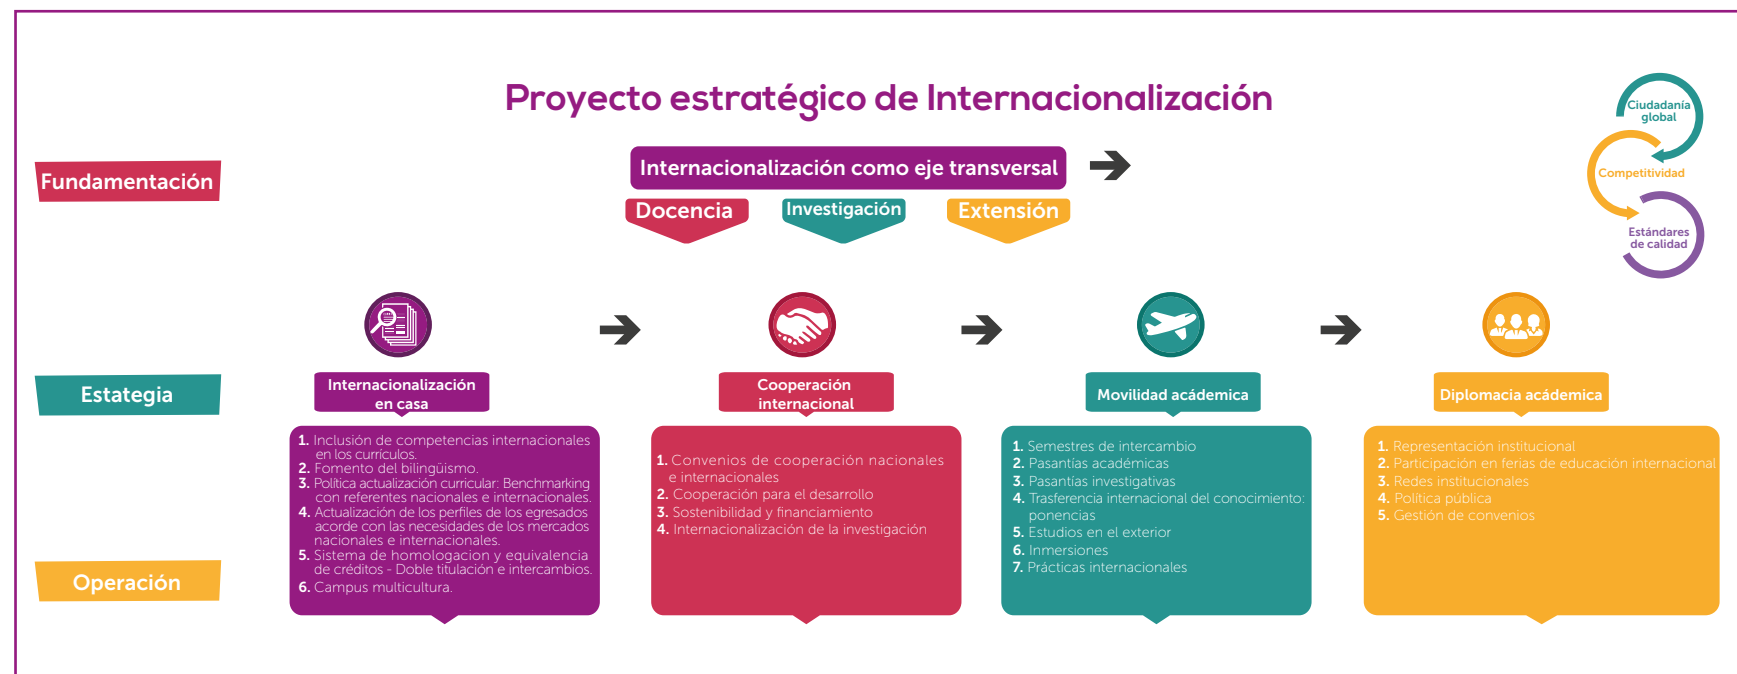 Proyecto estratégico de Internacionalización
Ciudadanía
global
Competitividad
Estándares
de calidad
Fundamentación
Internacionalización como eje transversal
Docencia
Investigación
Extensión
Estategia
Internacionalización
en casa
Cooperación
internacional
Movilidad acádemica
Diplomacia acádemica
Operación
1. Inclusión de competencias internacionales
en los currículos.
2. Fomento del bilingüismo.
3. Política actualización curricular: Benchmarking
con referentes nacionales e internacionales.
4. Actualización de los perfiles de los egresados
acorde con las necesidades de los mercados
nacionales e internacionales.
5. Sistema de homologacion y equivalencia
de créditos - Doble titulación e intercambios.
6. Campus multicultura.
1. Convenios de cooperación nacionales
e internacionales
2. Cooperación para el desarrollo
3. Sostenibilidad y financiamiento
4. Internacionalización de la investigación
1. Semestres de intercambio
2. Pasantías académicas
3. Pasantías investigativas
4. Trasferencia internacional del conocimiento:
ponencias
5. Estudios en el exterior
6. Inmersiones
7. Prácticas internacionales
1. Representación institucional
2. Participación en ferias de educación internacional
3. Redes institucionales
4. Política pública
5. Gestión de convenios